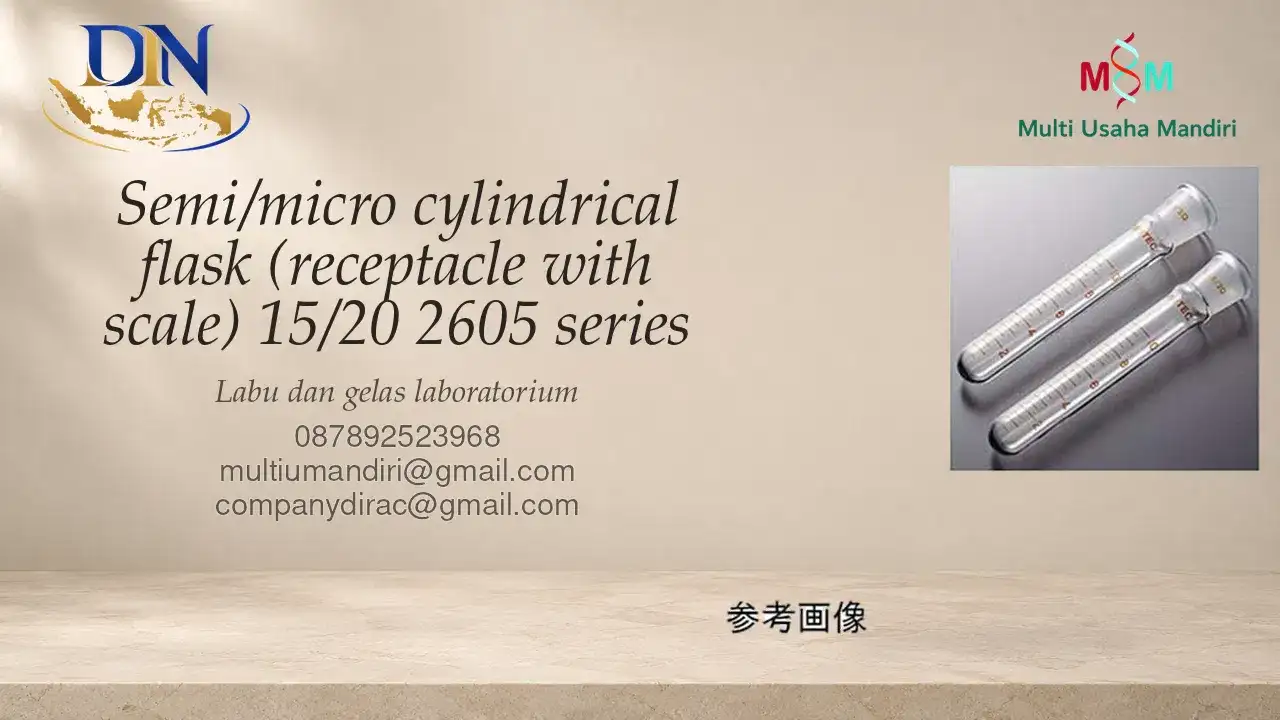 DN
M M
Multi Usaha Mandiri
Semi/micro cylindrical
flask (receptacle with
scale) 15/20 2605 series
Labu dan gelas laboratorium
087892523968
multiumandiri@gmail.com
companydirac@gmail.com
参考画像